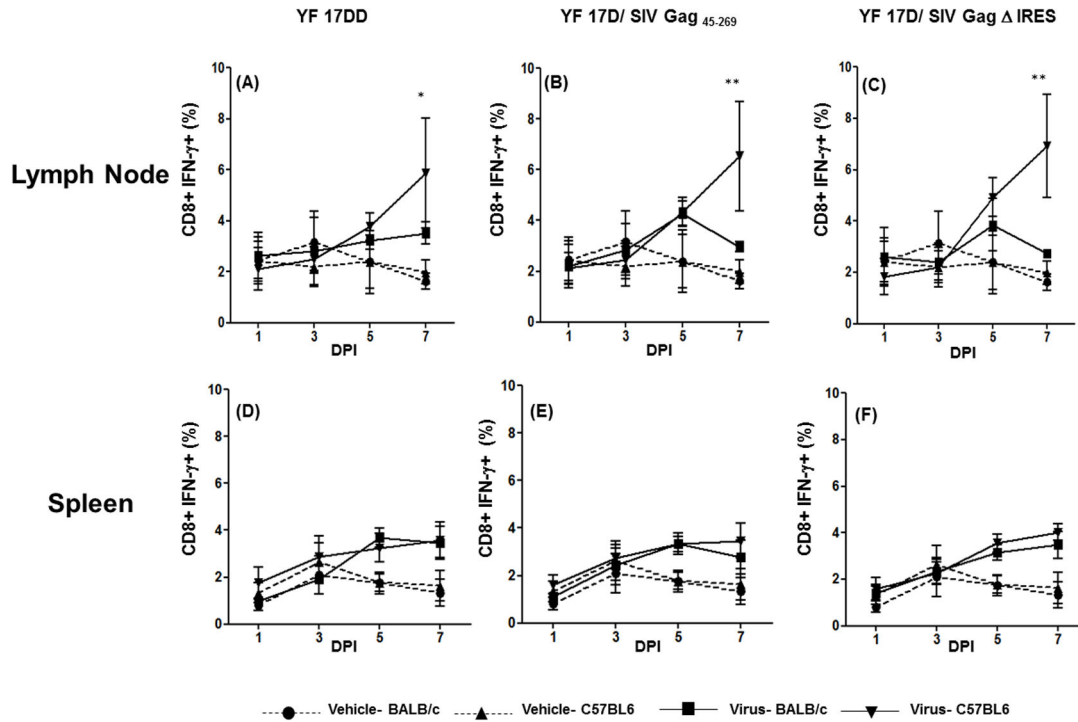 YF 17DD
YF 17D/ SIV Gag 45-269
YF 17D/ SIV Gag Δ IRES
Lymph Node
(A)
*
CD8+ IFN-γ+ (%)
10
8
6
4
2
0
1 3 5 7
DPI
(B)
**
CD8+ IFN-γ+ (%)
10
8
6
4
2
0
1 3 5 7
DPI
(C)
**
CD8+ IFN-γ+ (%)
10
8
6
4
2
0
1 3 5 7
DPI
Spleen
(D)
CD8+ IFN-γ+ (%)
10
8
6
4
2
0
1 3 5 7
DPI
(E)
CD8+ IFN-γ+ (%)
10
8
6
4
2
0
1 3 5 7
DPI
(F)
CD8+ IFN-γ+ (%)
10
8
6
4
2
0
1 3 5 7
DPI
Vehicle- BALB/c Vehicle- C57BL6 Virus- BALB/c Virus- C57BL6